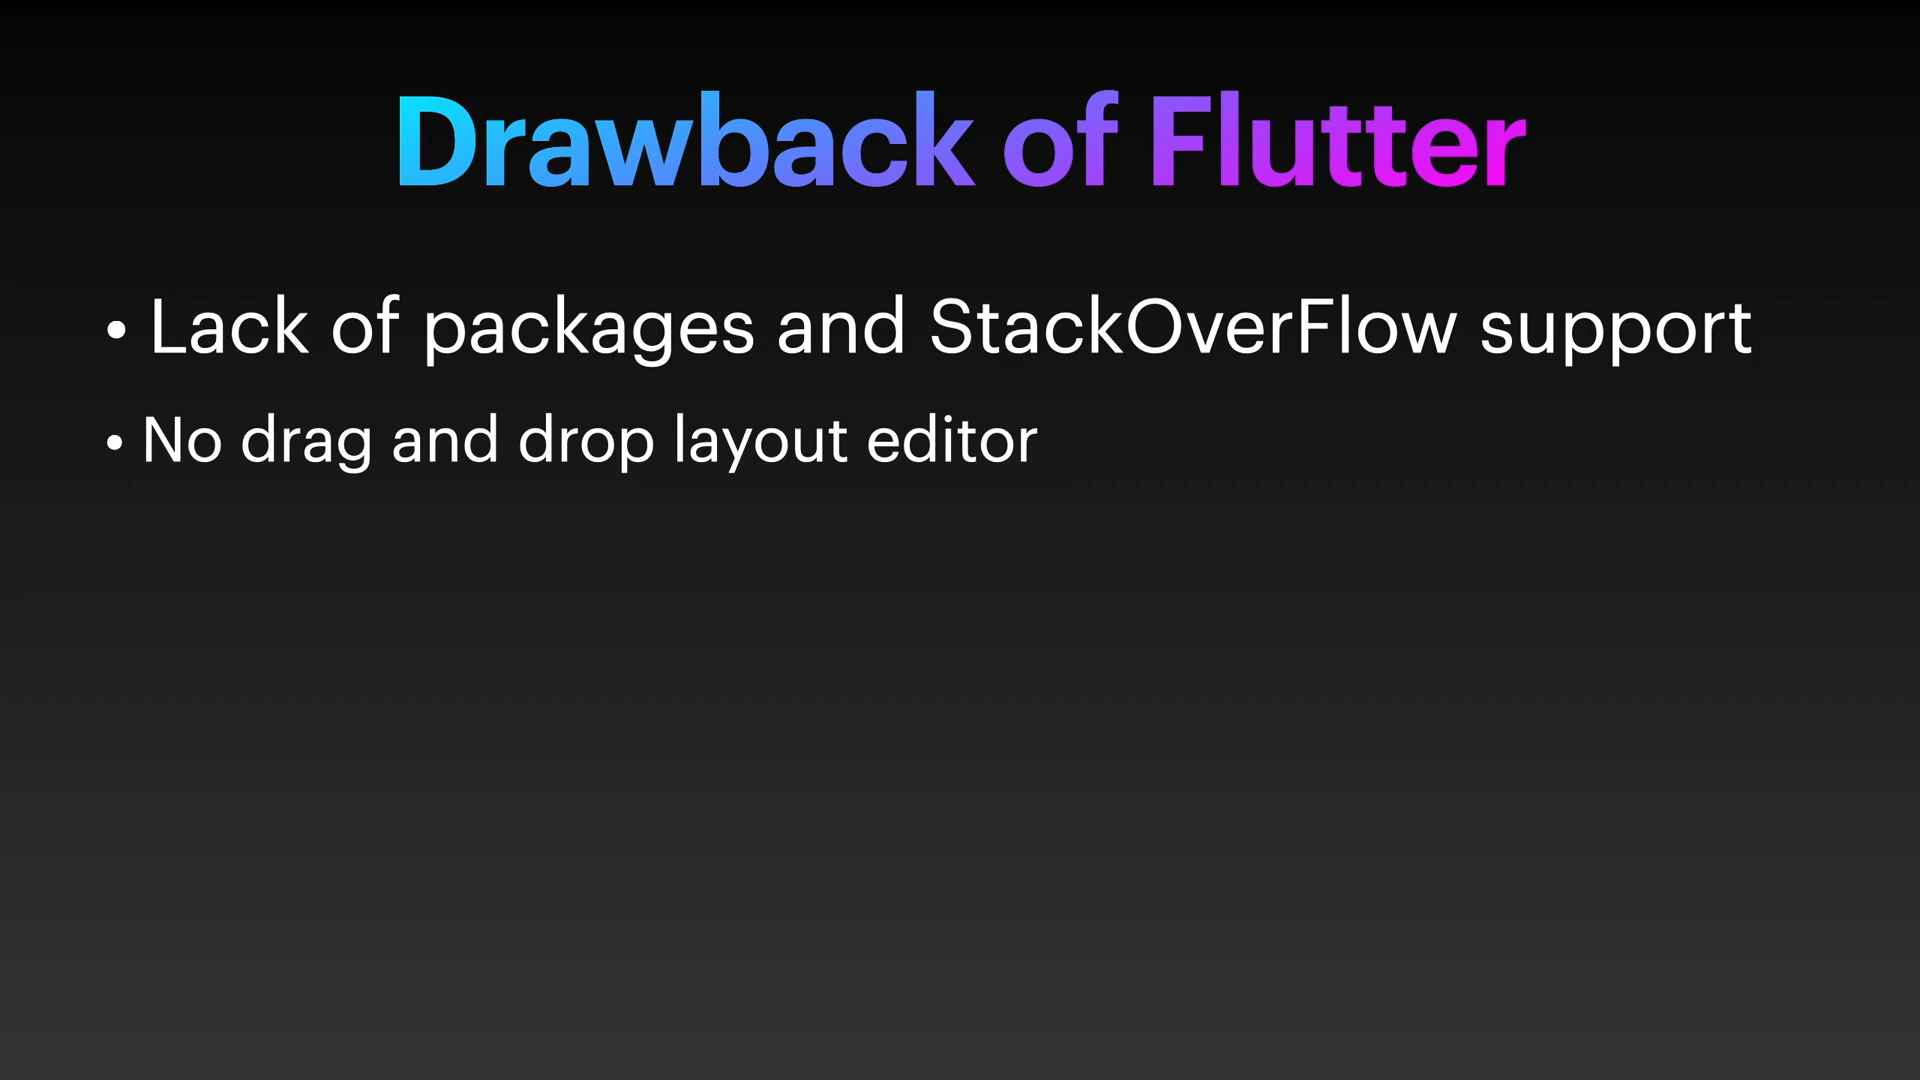 Drawback of Flutter
• Lack of packages and StackOverFlow support
• No drag and drop layout editor